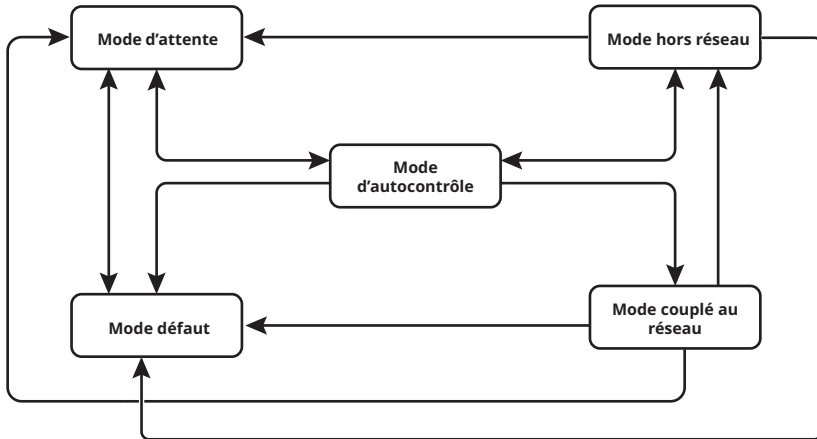 Mode d’attente
Mode hors réseau
Mode
d’autocontrôle
Mode défaut
Mode couplé au
réseau